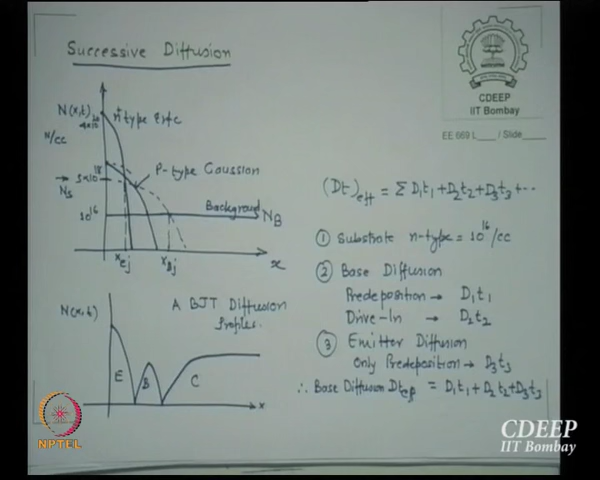 Successive Diffusion
N(x,t)
N/cc
n+ type Erfc
P-type Gaussian
5x10^18
Ns
10^16
Background NB
xej
xBj
x
N(x,t)
A BJT Diffusion
Profiles.
E
B
C
x
CDEEP
IIT Bombay
EE 669 L____ / Slide____
(Dt)eff = Σ D1t1 + D2t2 + D3t3 + ...
① Substrate n-type = 10^16/cc
② Base Diffusion
Predeposition → D1t1
Drive-In → D2t2
③ Emitter Diffusion
Only Predeposition → D3t3
∴ Base Diffusion Dteff = D1t1 + D2t2 + D3t3
NPTEL
CDEEP
IIT Bombay